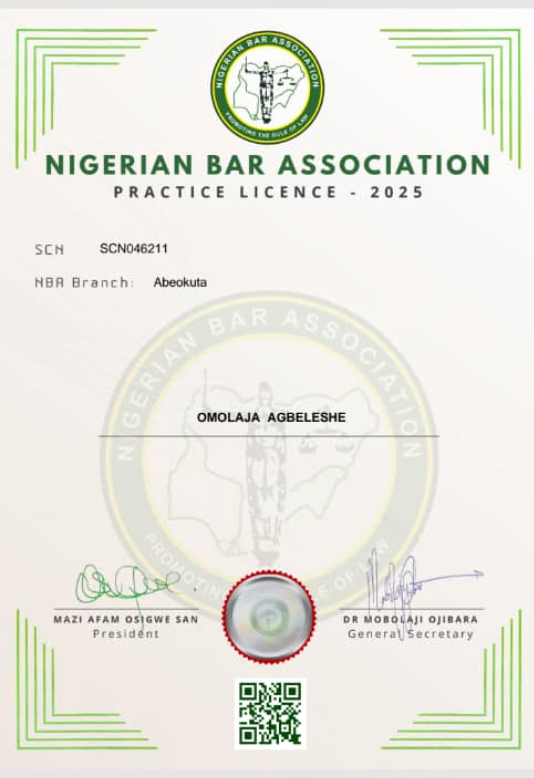 NIGERIAN BAR ASSOCIATION
PROMOTING THE RULE OF LAW
NIGERIAN BAR ASSOCIATION
PRACTICE LICENCE - 2025
SCN SCN046211
NBA Branch: Abeokuta
NIGERIAN BAR ASSOCIATION
OMOLAJA AGBELESHE
PROMOTING THE RULE OF LAW
MAZI AFAM OSIGWE SAN
President
DR MOBOLAJI OJIBARA
General Secretary